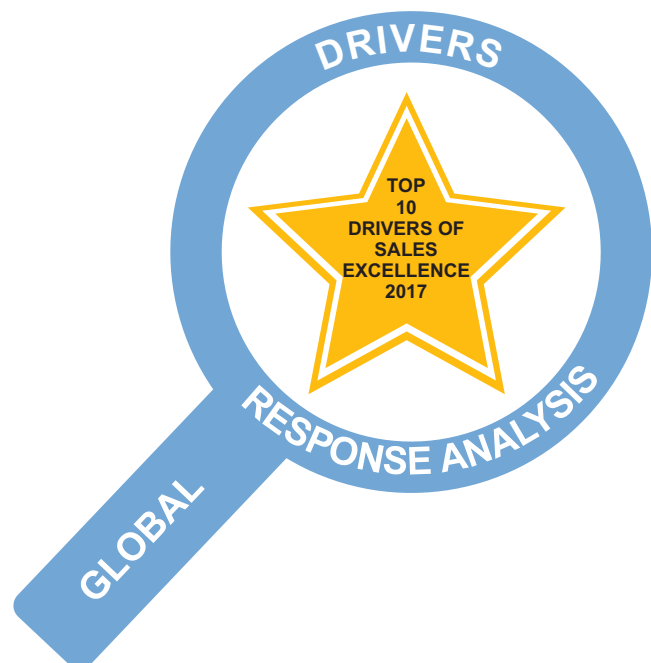 DRIVERS
TOP
10
DRIVERS OF
SALES
EXCELLENCE
2017
RESPONSE ANALYSIS
GLOBAL